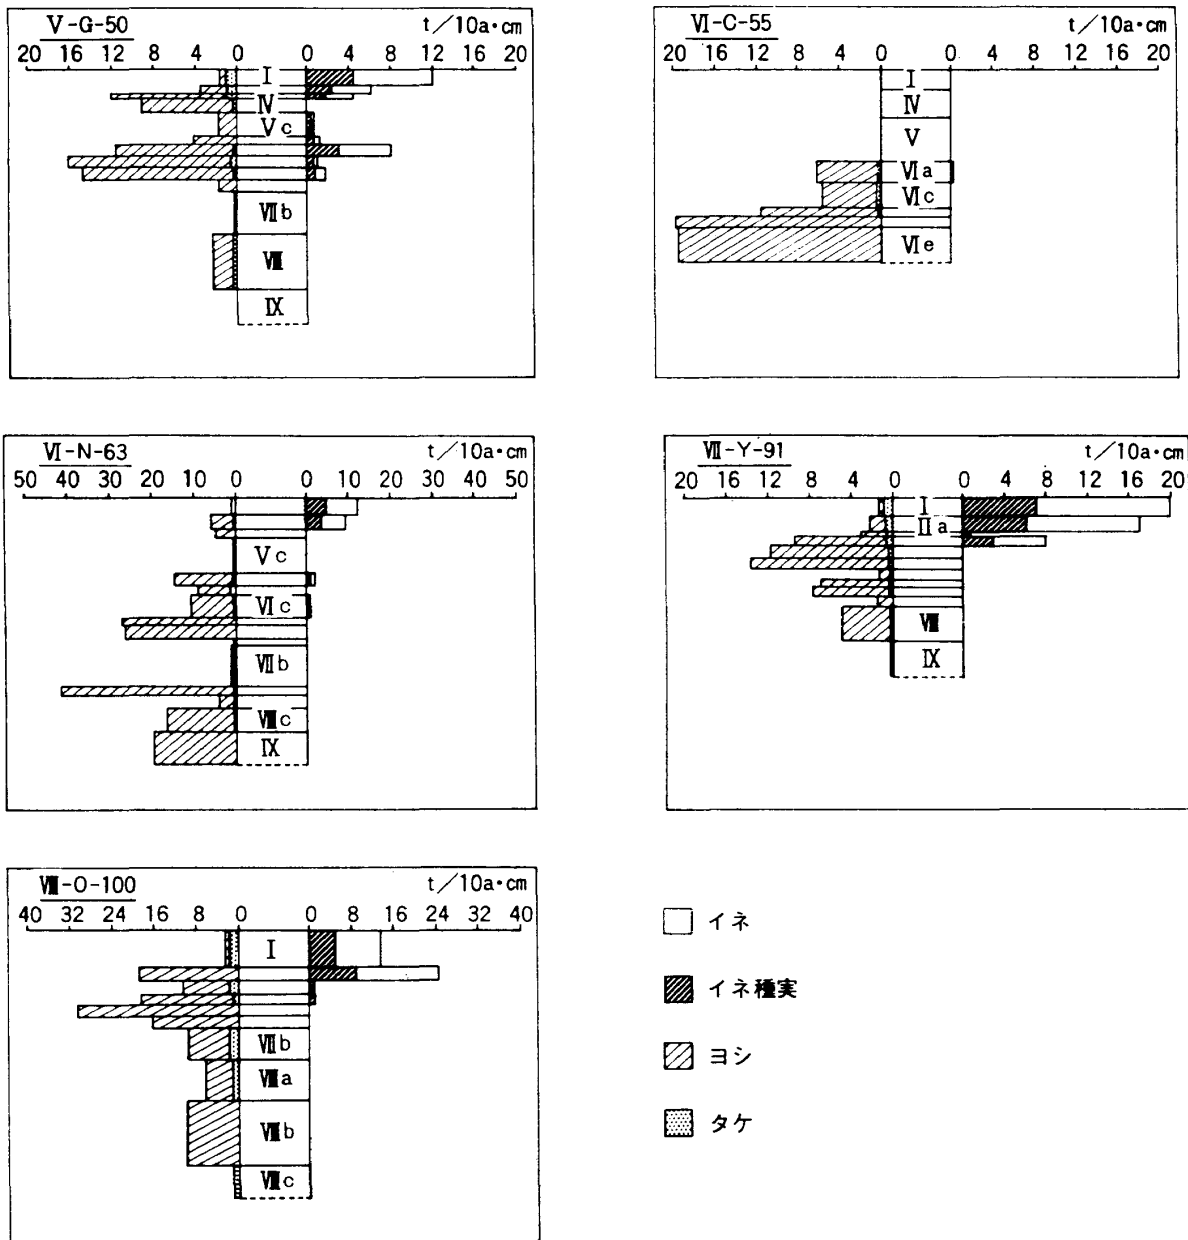 Ⅴ-G-50 t/10a・cm
20 16 12 8 4 0 0 4 8 12 16 20
Ⅰ
Ⅳ
Ⅴc
Ⅶb
Ⅷ
Ⅸ
Ⅵ-C-55 t/10a・cm
20 16 12 8 4 0 0 4 8 12 16 20
Ⅰ
Ⅳ
Ⅴ
Ⅵa
Ⅵc
Ⅵe
Ⅵ-N-63 t/10a・cm
50 40 30 20 10 0 0 10 20 30 40 50
Ⅴc
Ⅵc
Ⅶb
Ⅷc
Ⅸ
Ⅶ-Y-91 t/10a・cm
20 16 12 8 4 0 0 4 8 12 16 20
Ⅰ
Ⅱa
Ⅷ
Ⅸ
Ⅷ-O-100 t/10a・cm
40 32 24 16 8 0 0 8 16 24 32 40
Ⅰ
Ⅶb
Ⅷa
Ⅷb
Ⅷc
イネ
イネ種実
ヨシ
タケ